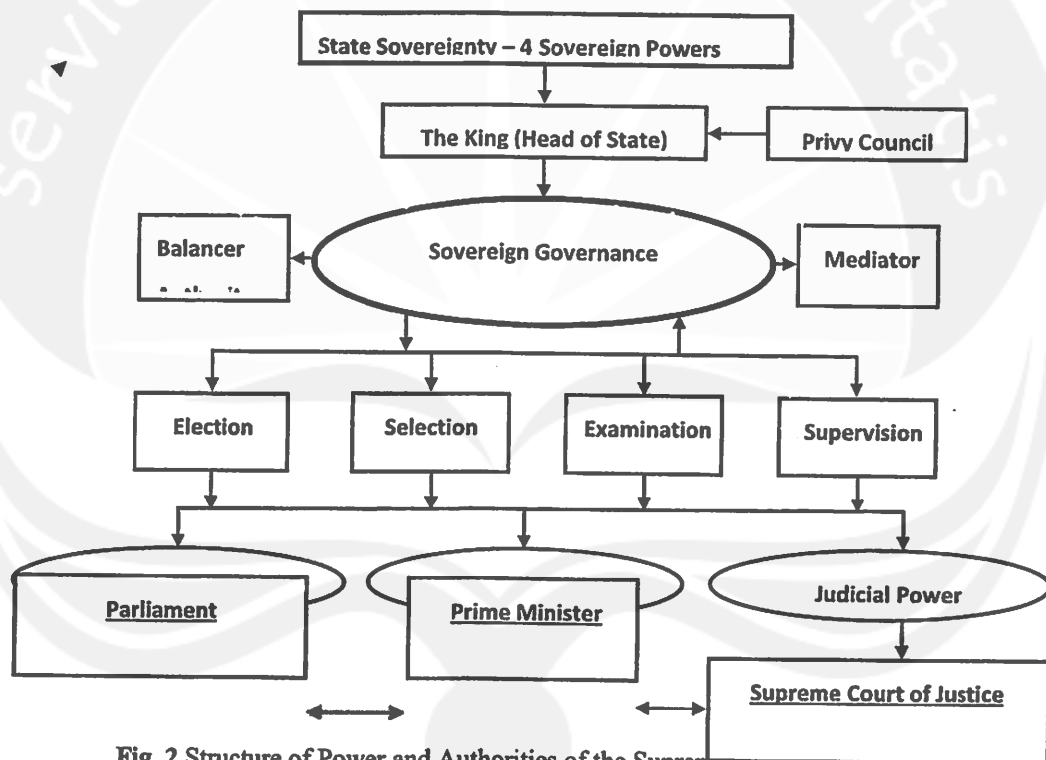 State Sovereignty – 4 Sovereign Powers
The King (Head of State)
Privy Council
Balancer
Sovereign Governance
Mediator
Election
Selection
Examination
Supervision
Parliament
Prime Minister
Judicial Power
Supreme Court of Justice
Fig. 2 Structure of Power and Authorities of the